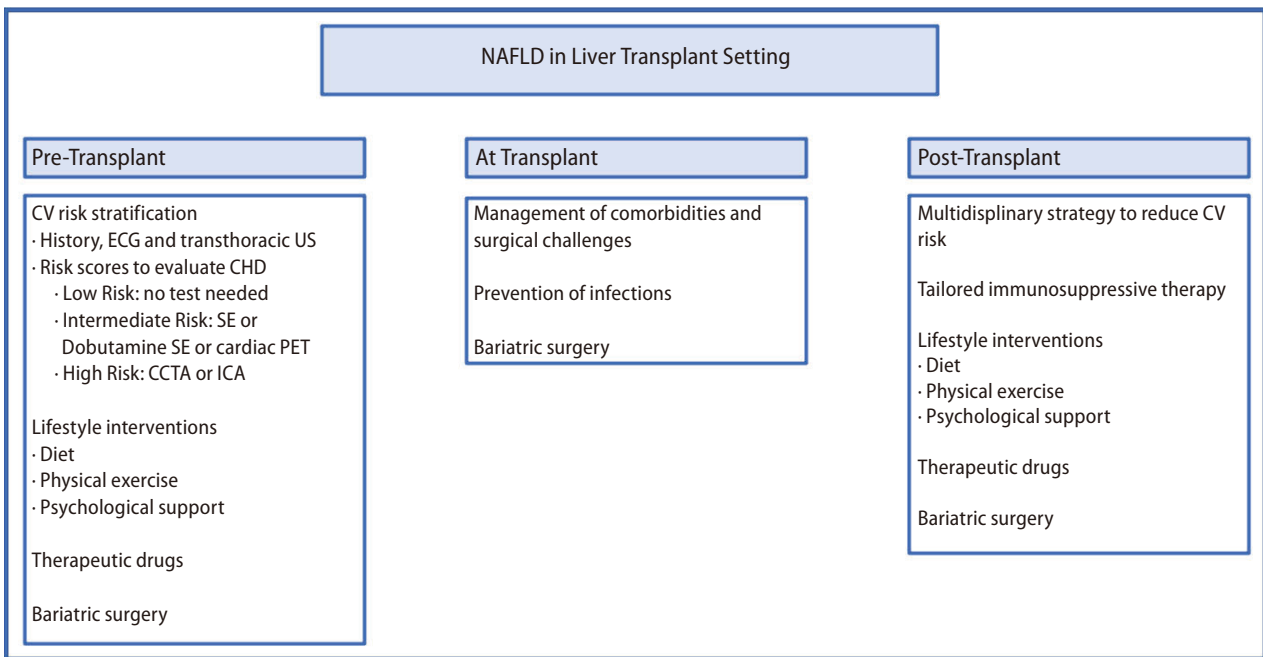 NAFLD in Liver Transplant Setting
Pre-Transplant
CV risk stratification
· History, ECG and transthoracic US
· Risk scores to evaluate CHD
· Low Risk: no test needed
· Intermediate Risk: SE or
Dobutamine SE or cardiac PET
· High Risk: CCTA or ICA
Lifestyle interventions
· Diet
· Physical exercise
· Psychological support
Therapeutic drugs
Bariatric surgery
At Transplant
Management of comorbidities and
surgical challenges
Prevention of infections
Bariatric surgery
Post-Transplant
Multidisplinary strategy to reduce CV
risk
Tailored immunosuppressive therapy
Lifestyle interventions
· Diet
· Physical exercise
· Psychological support
Therapeutic drugs
Bariatric surgery